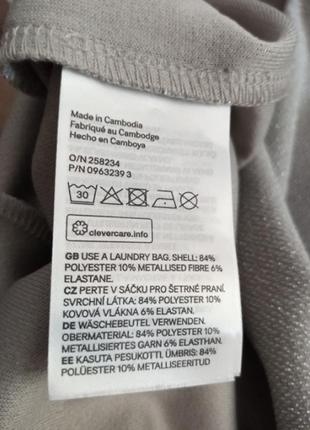 Made in Cambodia
Fabriqué au Cambodge
Hecho en Camboya
O/N 258234
P/N 0963239 3
30
clevercare.info
GB USE A LAUNDRY BAG. SHELL: 84%
POLYESTER 10% METALLISED FIBRE 6%
ELASTANE.
CZ PERTE V SÁČKU PRO ŠETRNÉ PRANÍ.
SVRCHNÍ LÁTKA: 84% POLYESTER 10%
KOVOVÁ VLÁKNA 6% ELASTAN.
DE WÄSCHEBEUTEL VERWENDEN.
OBERMATERIAL: 84% POLYESTER 10%
METALLISIERTES GARN 6% ELASTHAN.
EE KASUTA PESUKOTTI. ÜMBRIS: 84%
POLÜESTER 10% METALLISEERITUD